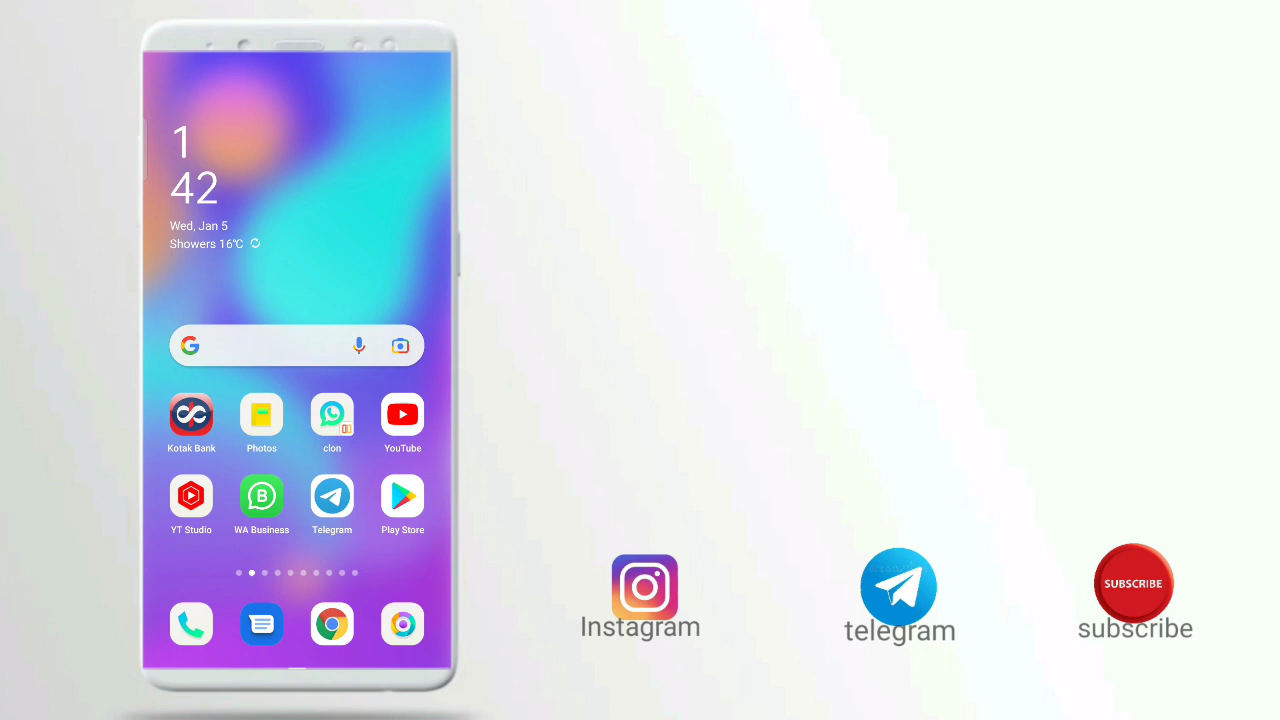 1
42
Wed, Jan 5
Showers 16℃
Kotak Bank
Photos
clon
YouTube
YT Studio
WA Business
Telegram
Play Store
Instagram
telegram
SUBSCRIBE
subscribe